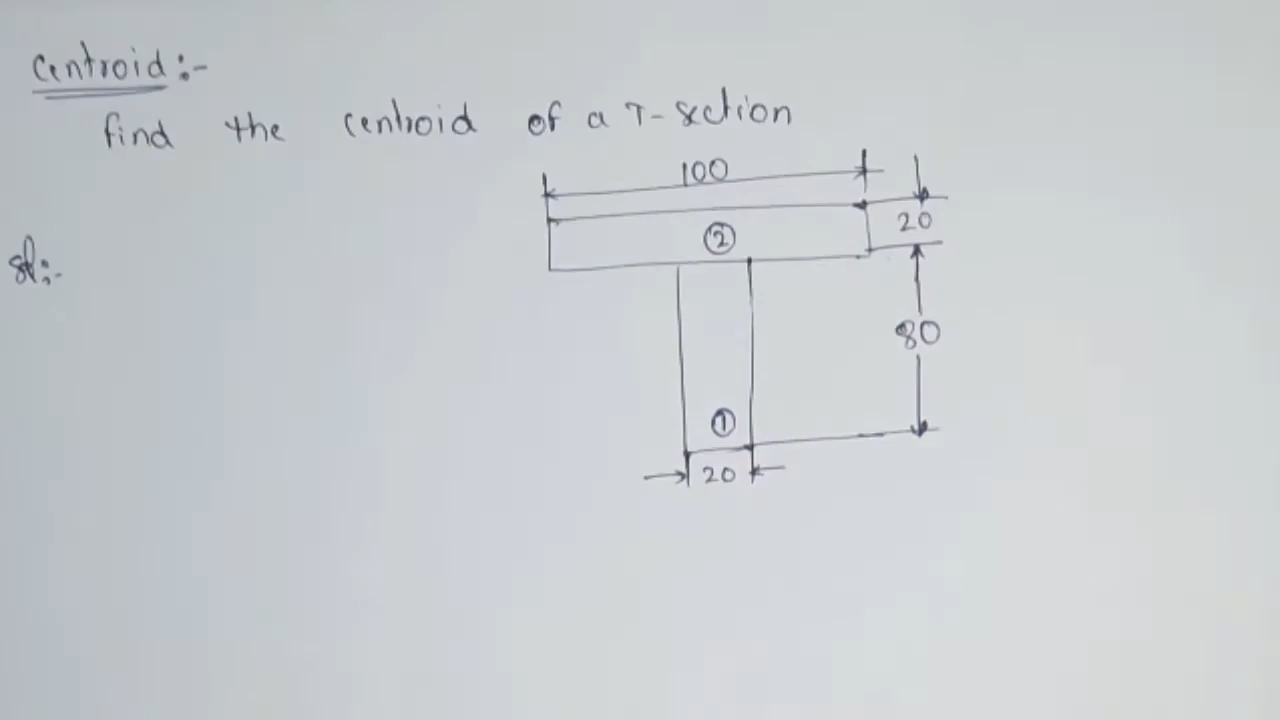 Centroid:-
find the centroid of a T-section
100
20
②
Sol:-
80
①
20